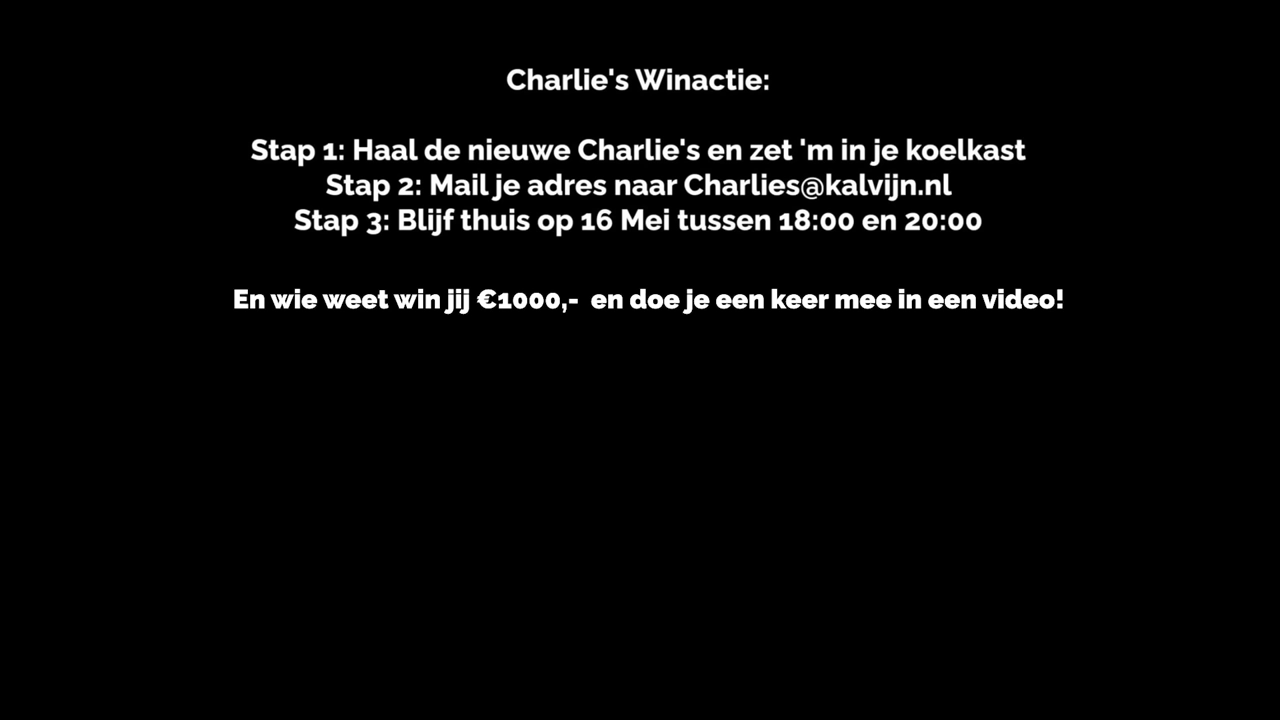 Charlie's Winactie:
Stap 1: Haal de nieuwe Charlie's en zet 'm in je koelkast
Stap 2: Mail je adres naar Charlies@kalvijn.nl
Stap 3: Blijf thuis op 16 Mei tussen 18:00 en 20:00
En wie weet win jij €1000,-  en doe je een keer mee in een video!